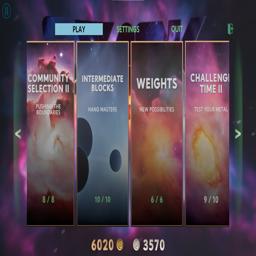 PLAY SETTINGS QUIT
COMMUNITY
SELECTION II
PUSHING THE
BOUNDARIES
8 / 8
INTERMEDIATE
BLOCKS
HAND MASTERS
10 / 10
WEIGHTS
NEW POSSIBILITIES
6 / 6
CHALLENGE
TIME II
TEST YOUR METAL
9 / 10
6020 3570